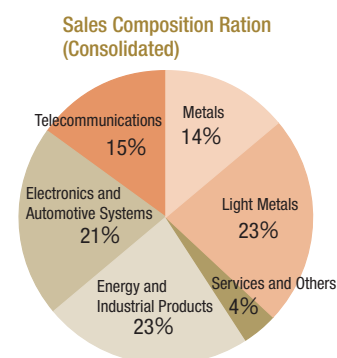 Sales Composition Ration
(Consolidated)
Telecommunications
15%
Metals
14%
Electronics and
Automotive Systems
21%
Light Metals
23%
Services and Others
4%
Energy and
Industrial Products
23%